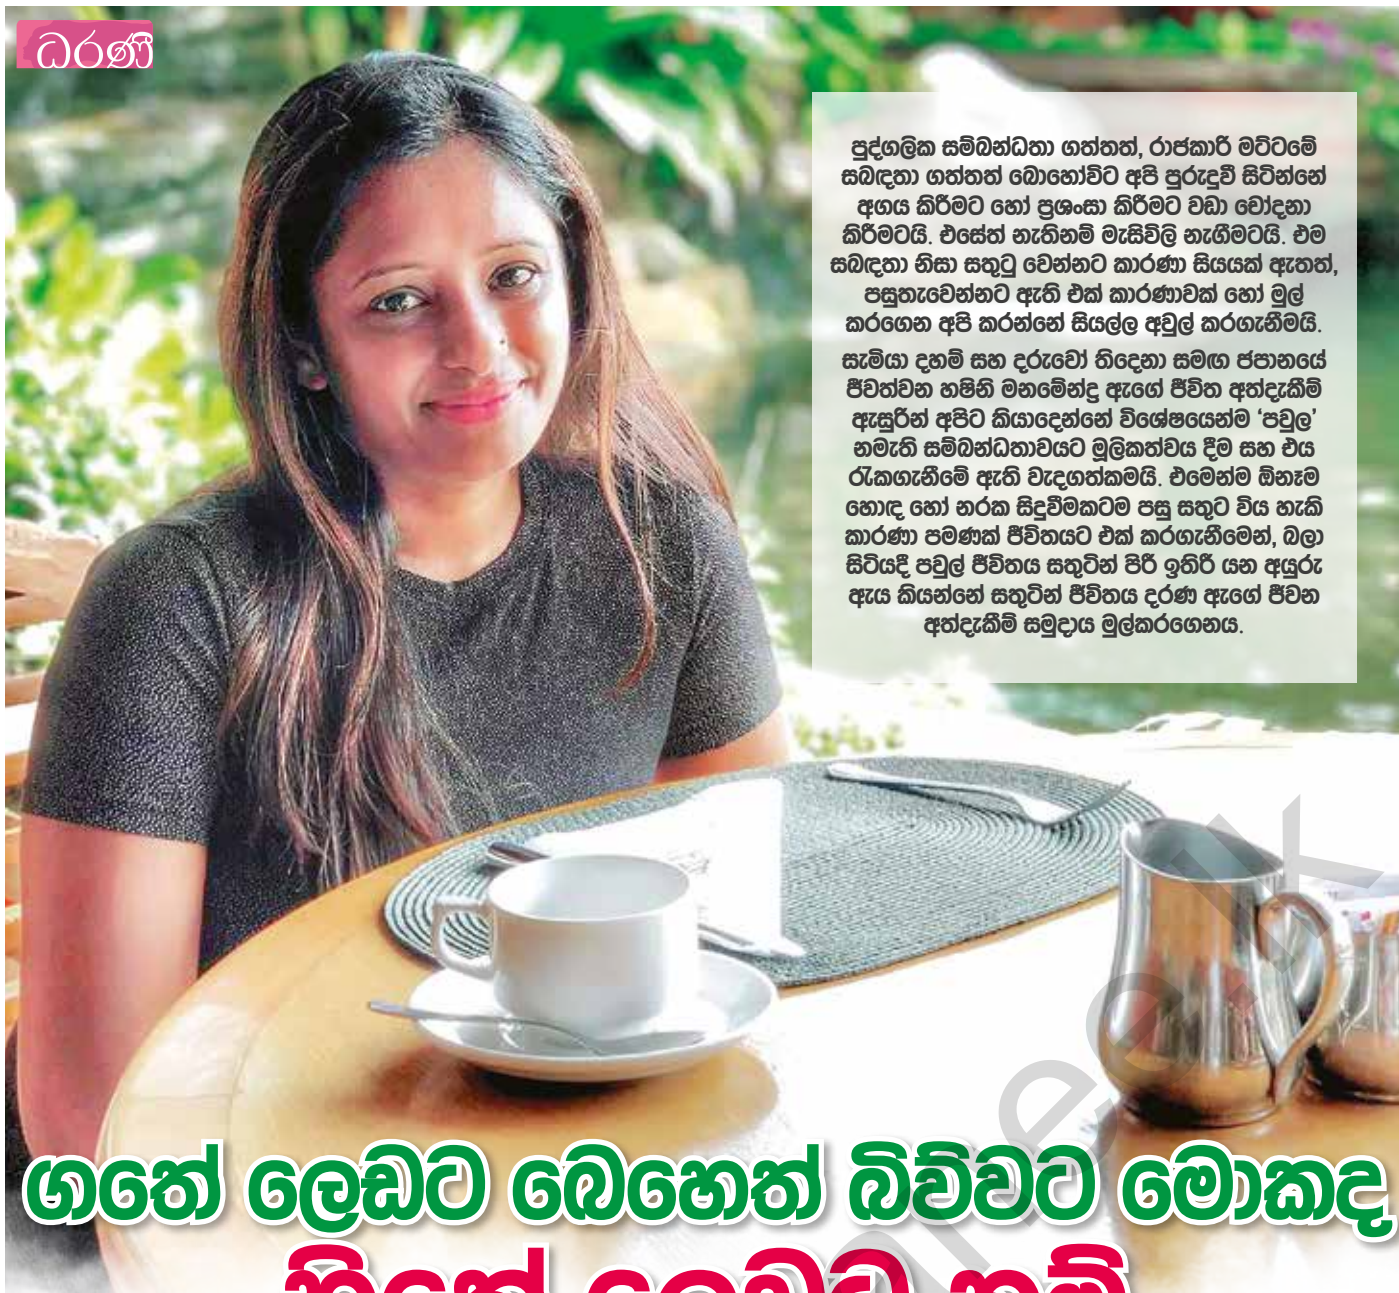 ධරණී
පුද්ගලික සම්බන්ධතා ගත්තත්, රාජකාරී මට්ටමේ
සබඳතා ගත්තත් බොහෝවිට අපි පුරුදුවී සිටින්නේ
අගය කිරීමට හෝ ප්‍රශංසා කිරීමට වඩා චෝදනා
කිරීමටයි. එසේත් නැතිනම් මැසිවිලි නැගීමටයි. එම
සබඳතා නිසා සතුටු වෙන්නට කාරණා සියයක් ඇතත්,
පසුතැවෙන්නට ඇති එක් කාරණාවක් හෝ මුල්
කරගෙන අපි කරන්නේ සියල්ල අවුල් කරගැනීමයි.
සැමියා දහම් සහ දරුවෝ තිදෙනා සමඟ ජපානයේ
ජීවත්වන හෂිනි මනමේන්ද්‍ර ඇගේ ජීවිත අත්දැකීම්
ඇසුරින් අපිට කියාදෙන්නේ විශේෂයෙන්ම ‘පවුල’
නමැති සම්බන්ධතාවයට මූලිකත්වය දීම සහ එය
රැකගැනීමේ ඇති වැදගත්කමයි. එමෙන්ම ඕනෑම
හොඳ හෝ නරක සිදුවීමකටම පසු සතුට විය හැකි
කාරණා පමණක් ජීවිතයට එක් කරගැනීමෙන්, බලා
සිටියදී පවුල් ජීවිතය සතුටින් පිරී ඉතිරී යන අයුරු
ඇය කියන්නේ සතුටින් ජීවිතය දරණ ඇගේ ජීවන
අත්දැකීම් සමුදාය මුල්කරගෙනය.
ගතේ ලෙඩට බෙහෙත් බිව්වට මොකද